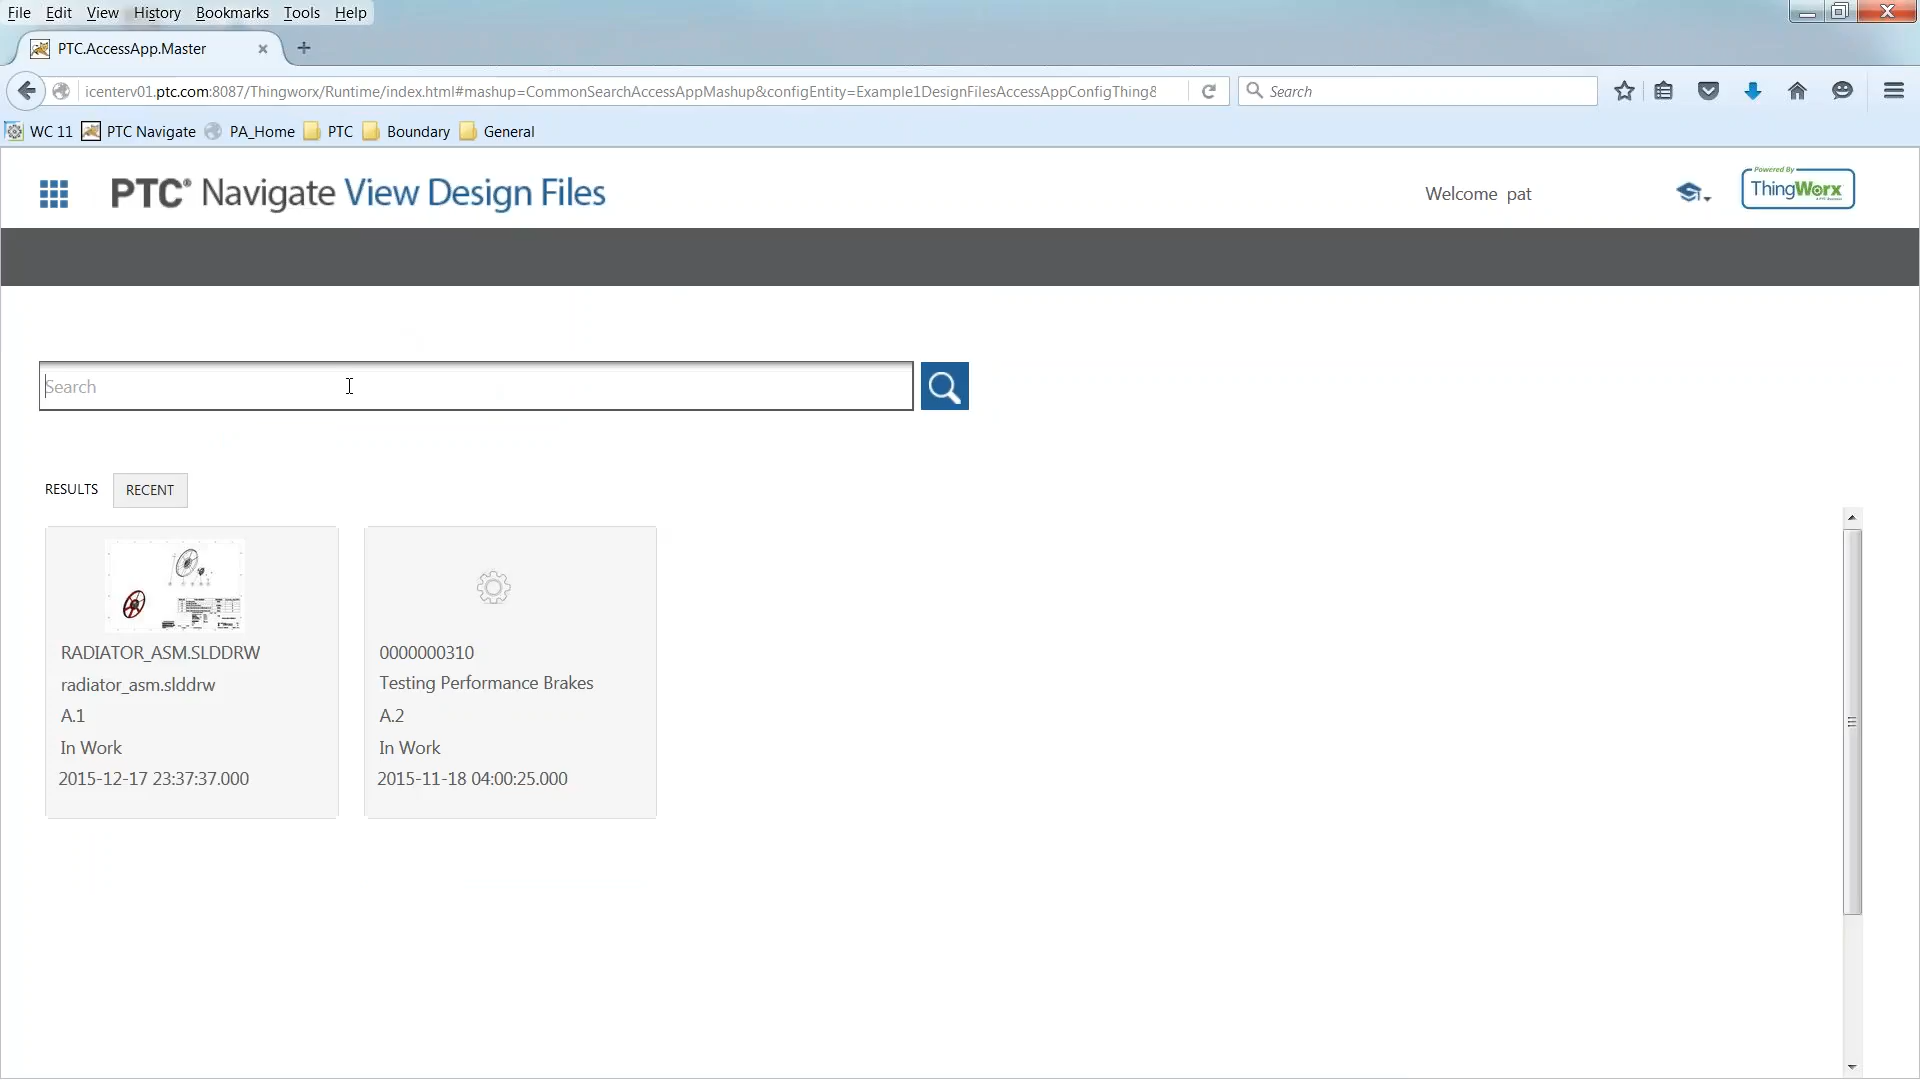 File Edit View History Bookmarks Tools Help
PTC.AccessApp.Master
icenterv01.ptc.com:8087/Thingworx/Runtime/index.html#mashup=CommonSearchAccessAppMashup&configEntity=Example1DesignFilesAccessAppConfigThing&
Search
WC 11 PTC Navigate PA_Home PTC Boundary General
PTC® Navigate View Design Files
Welcome pat
Powered By
ThingWorx
Search
RESULTS RECENT
RADIATOR_ASM.SLDDRW
radiator_asm.slddrw
A.1
In Work
2015-12-17 23:37:37.000
0000000310
Testing Performance Brakes
A.2
In Work
2015-11-18 04:00:25.000